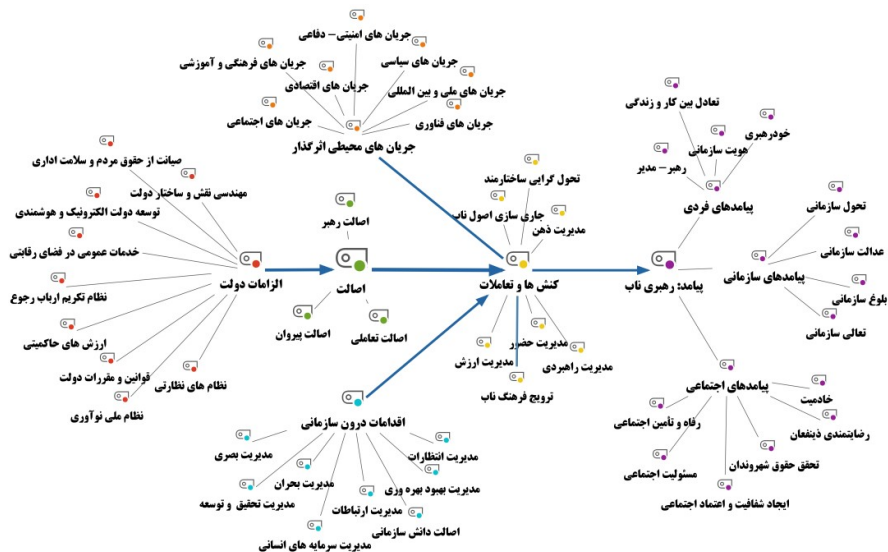 جریان های امنیتی- دفاعی
جریان های سیاسی
جریان های فرهنگی و آموزشی
جریان های اقتصادی
جریان های ملی و بین المللی
جریان های اجتماعی
جریان های فناوری
جریان های محیطی اثرگذار
صیانت از حقوق مردم و سلامت اداری
مهندسی نقش و ساختار دولت
توسعه دولت الکترونیک و هوشمندی
خدمات عمومی در فضای رقابتی
نظام تکریم ارباب رجوع
ارزش های حاکمیتی
قوانین و مقررات دولت
نظام های نظارتی
نظام ملی نوآوری
الزامات دولت
اصالت رهبر
اصالت
اصالت پیروان
اصالت تعاملی
تحول گرایی ساختارمند
جاری سازی اصول ناب
مدیریت ذهن
کنش ها و تعاملات
مدیریت حضور
مدیریت ارزش
مدیریت راهبردی
ترویج فرهنگ ناب
اقدامات درون سازمانی
مدیریت بصری
مدیریت انتظارات
مدیریت بحران
مدیریت بهبود بهره وری
مدیریت تحقیق و توسعه
مدیریت ارتباطات
اصالت دانش سازمانی
مدیریت سرمایه های انسانی
تعادل بین کار و زندگی
خودرهبری
هویت سازمانی
رهبر- مدیر
پیامدهای فردی
پیامد: رهبری ناب
تحول سازمانی
عدالت سازمانی
پیامدهای سازمانی
بلوغ سازمانی
تعالی سازمانی
پیامدهای اجتماعی
خادمیت
رفاه و تأمین اجتماعی
رضایتمندی ذینفعان
تحقق حقوق شهروندان
مسئولیت اجتماعی
ایجاد شفافیت و اعتماد اجتماعی